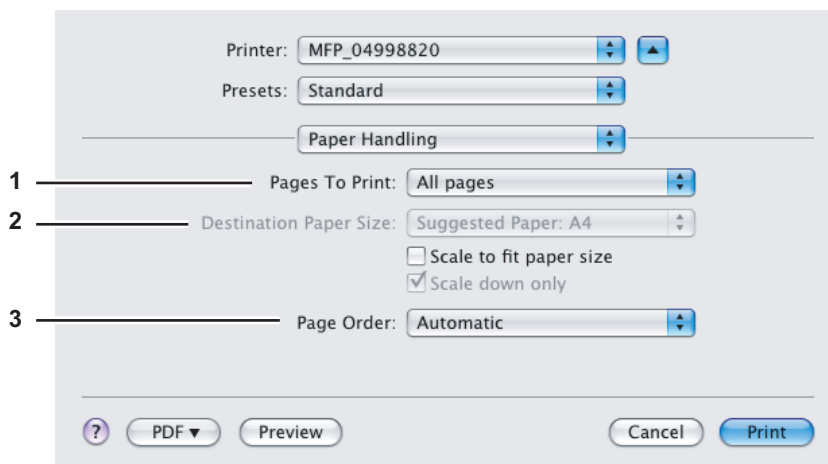 Printer: MFP_04998820
Presets: Standard
Paper Handling
1 Pages To Print: All pages
2 Destination Paper Size: Suggested Paper: A4
Scale to fit paper size
Scale down only
3 Page Order: Automatic
? PDF ▼ Preview Cancel Print